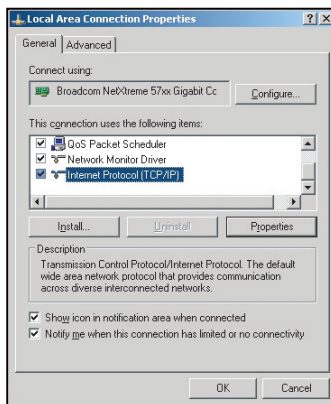 Local Area Connection Properties
General Advanced
Connect using:
Broadcom NetXtreme 57xx Gigabit Cc Configure...
This connection uses the following items:
QoS Packet Scheduler
Network Monitor Driver
Internet Protocol (TCP/IP)
Install... Uninstall Properties
Description
Transmission Control Protocol/Internet Protocol. The default
wide area network protocol that provides communication
across diverse interconnected networks.
Show icon in notification area when connected
Notify me when this connection has limited or no connectivity
OK Cancel